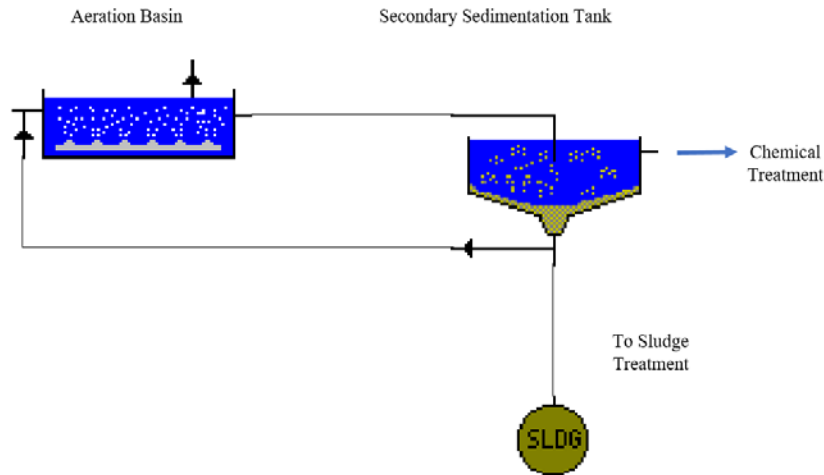 Aeration Basin
Secondary Sedimentation Tank
Chemical
Treatment
To Sludge
Treatment
SLDG